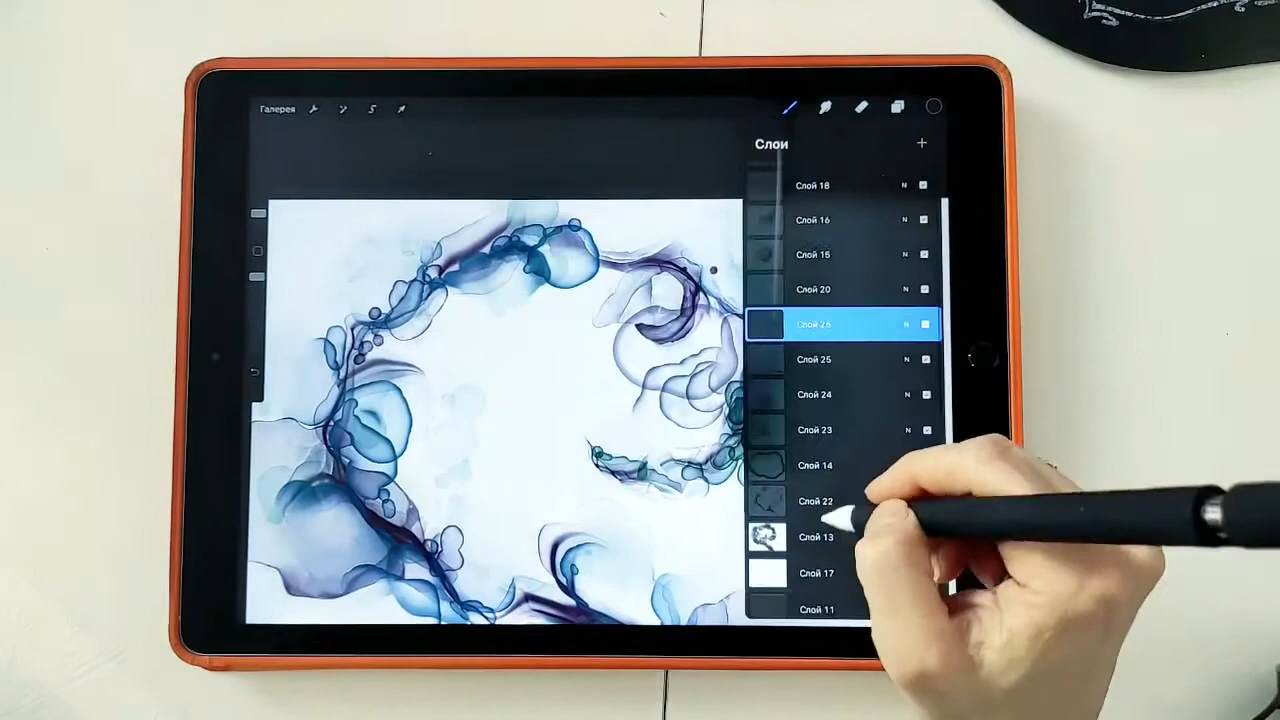 Галерея
Слои
Слой 18 N
Слой 16 N
Слой 15 N
Слой 20 N
Слой 26 N
Слой 25 N
Слой 24 N
Слой 23 N
Слой 14
Слой 22
Слой 13
Слой 17
Слой 11